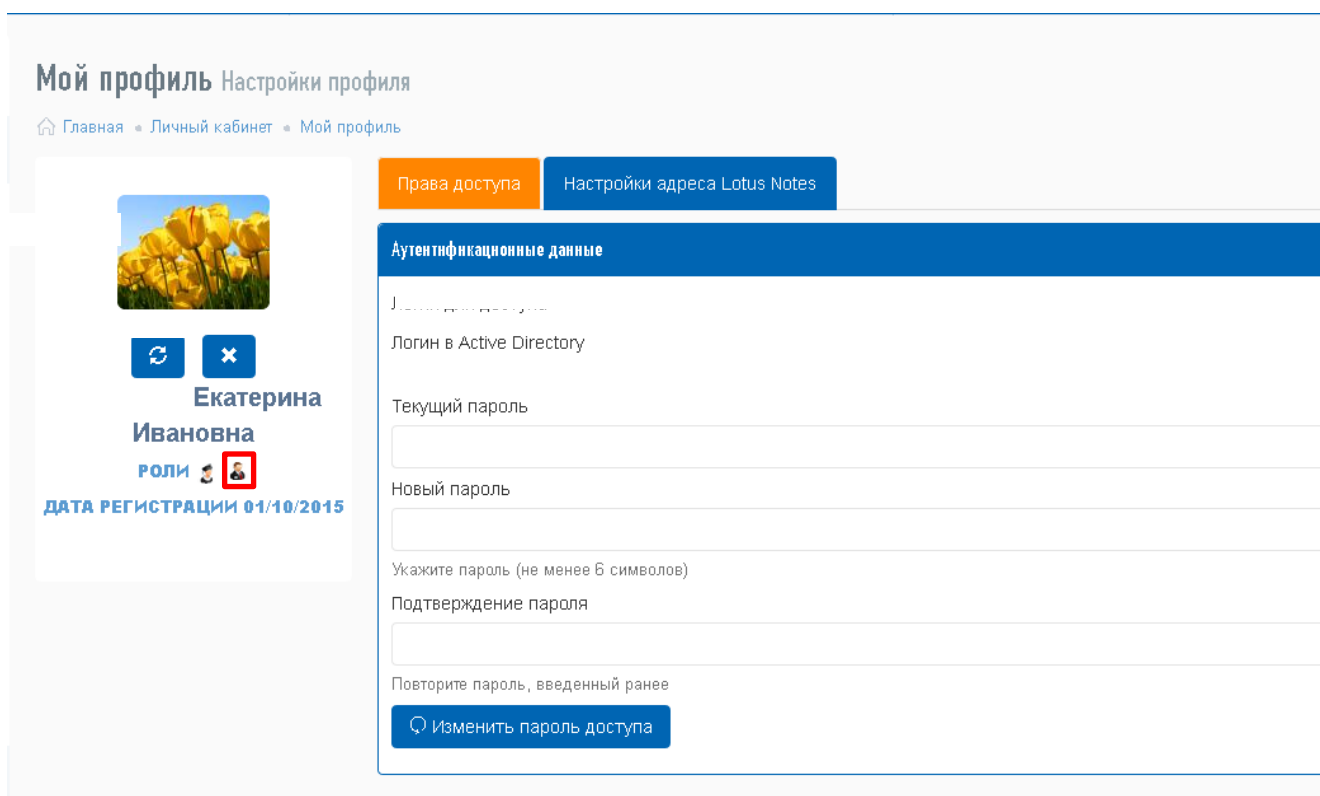 Мой профиль Настройки профиля
Главная • Личный кабинет • Мой профиль
Права доступа
Настройки адреса Lotus Notes
Аутентификационные данные
Логин в Active Directory
Екатерина
Ивановна
РОЛИ
ДАТА РЕГИСТРАЦИИ 01/10/2015
Текущий пароль
Новый пароль
Укажите пароль (не менее 6 символов)
Подтверждение пароля
Повторите пароль, введенный ранее
Изменить пароль доступа